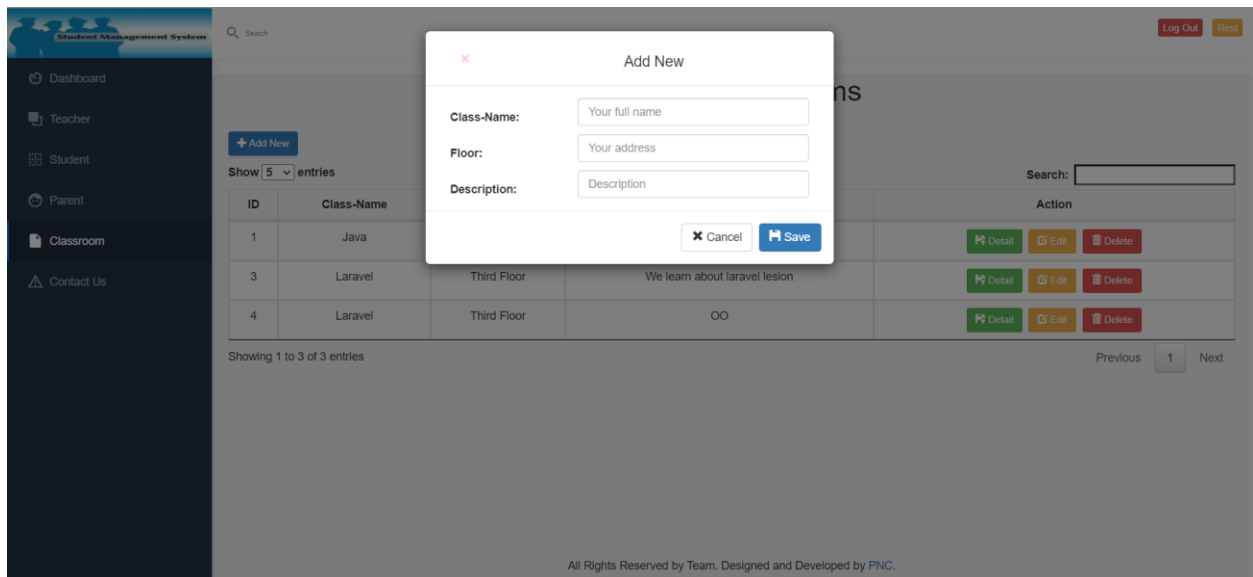 Student Management System
Search
Log Out Rest
Dashboard
Teacher
Student
Parent
Classroom
Contact Us
ms
Add New
Show 5 entries
Search:
ID Class-Name Action
1 Java Detail Edit Delete
3 Laravel Third Floor We learn about laravel lesion Detail Edit Delete
4 Laravel Third Floor OO Detail Edit Delete
Showing 1 to 3 of 3 entries
Previous 1 Next
All Rights Reserved by Team. Designed and Developed by PNC.
× Add New
Class-Name: Your full name
Floor: Your address
Description: Description
Cancel Save